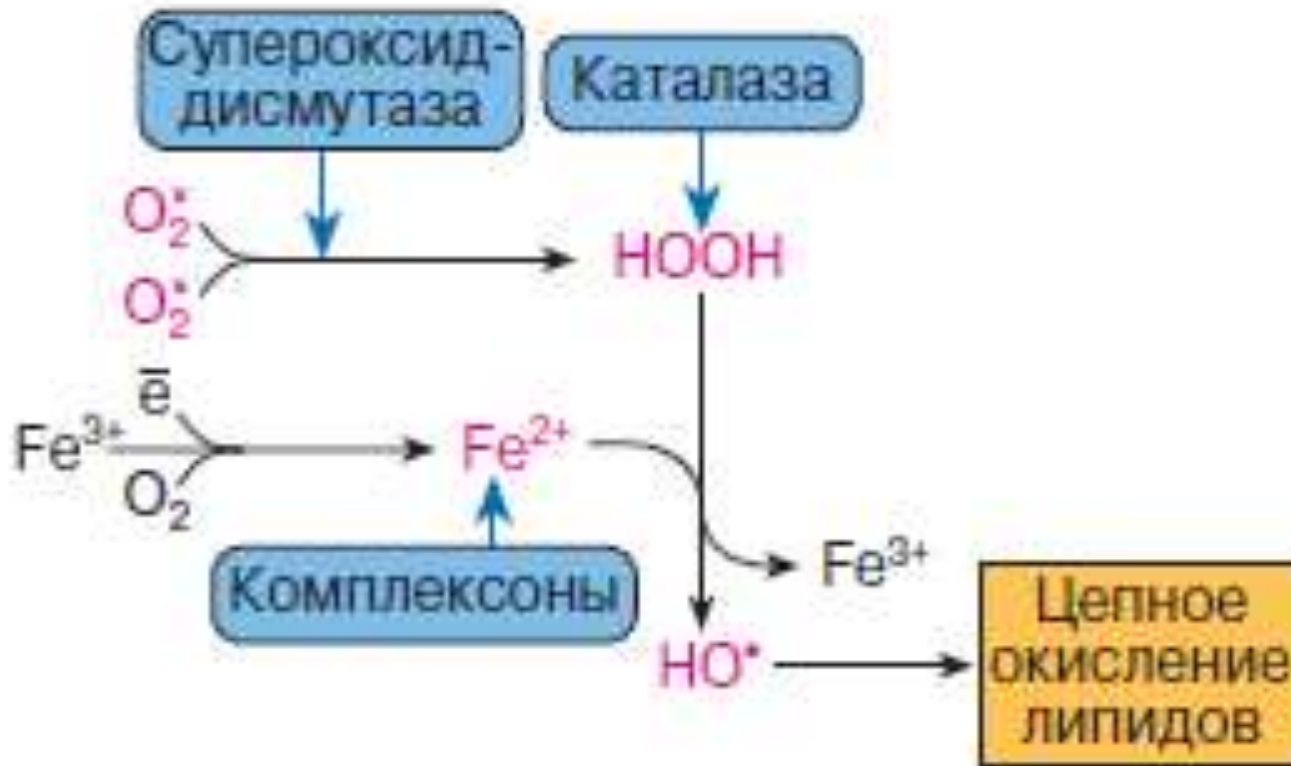 Супероксид-
дисмутаза
Каталаза
O₂•
O₂•
HOOH
ē
Fe³⁺
O₂
Fe²⁺
Комплексоны
Fe³⁺
HO•
Цепное
окисление
липидов